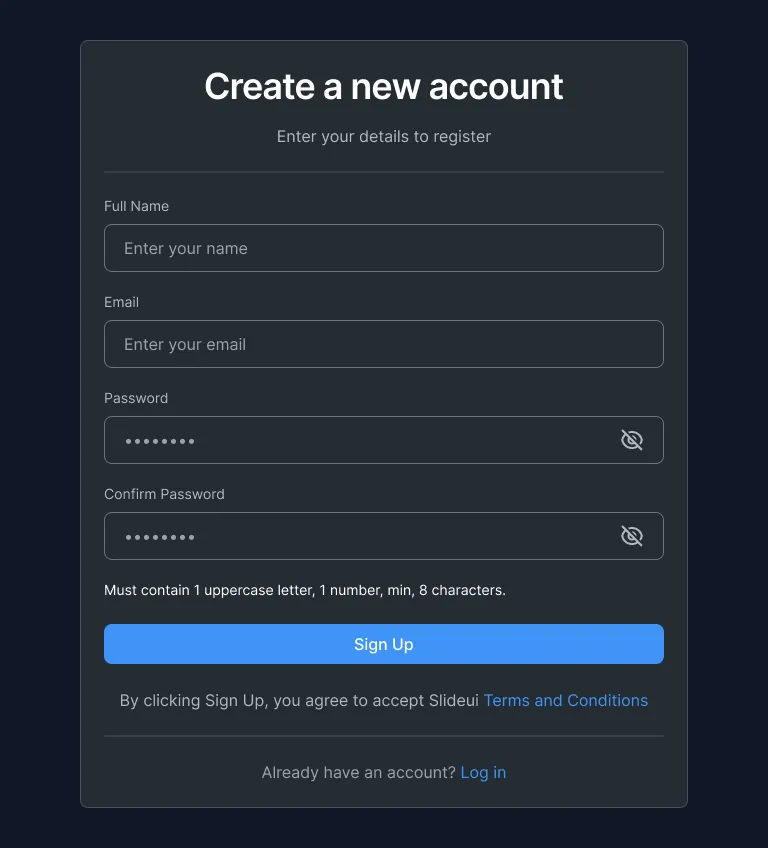 Create a new account
Enter your details to register
Full Name
Enter your name
Email
Enter your email
Password
••••••••
Confirm Password
••••••••
Must contain 1 uppercase letter, 1 number, min, 8 characters.
Sign Up
By clicking Sign Up, you agree to accept Slideui Terms and Conditions
Already have an account? Log in